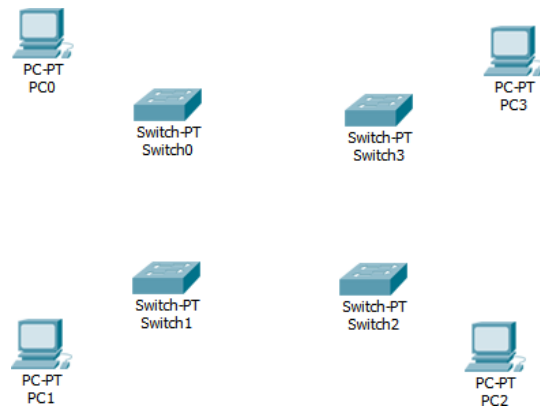 PC-PT
PC0
Switch-PT
Switch0
Switch-PT
Switch3
PC-PT
PC3
Switch-PT
Switch1
Switch-PT
Switch2
PC-PT
PC1
PC-PT
PC2